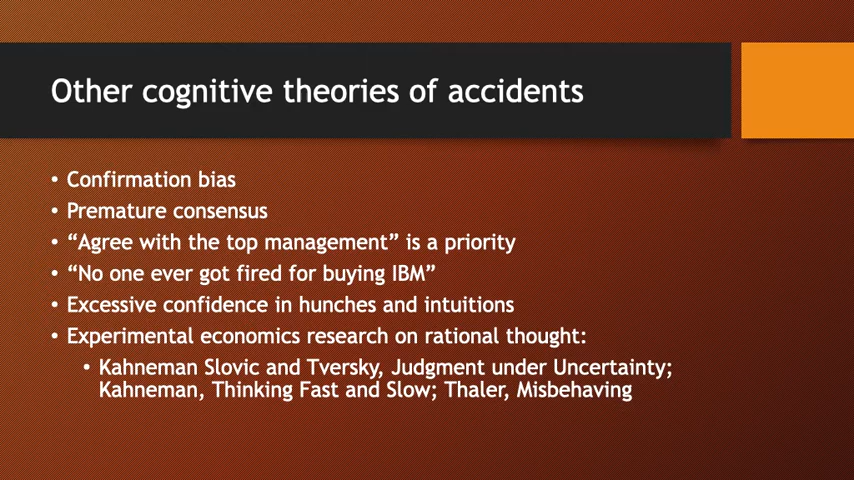 Other cognitive theories of accidents
• Confirmation bias
• Premature consensus
• “Agree with the top management” is a priority
• “No one ever got fired for buying IBM”
• Excessive confidence in hunches and intuitions
• Experimental economics research on rational thought:
• Kahneman Slovic and Tversky, Judgment under Uncertainty;
Kahneman, Thinking Fast and Slow; Thaler, Misbehaving